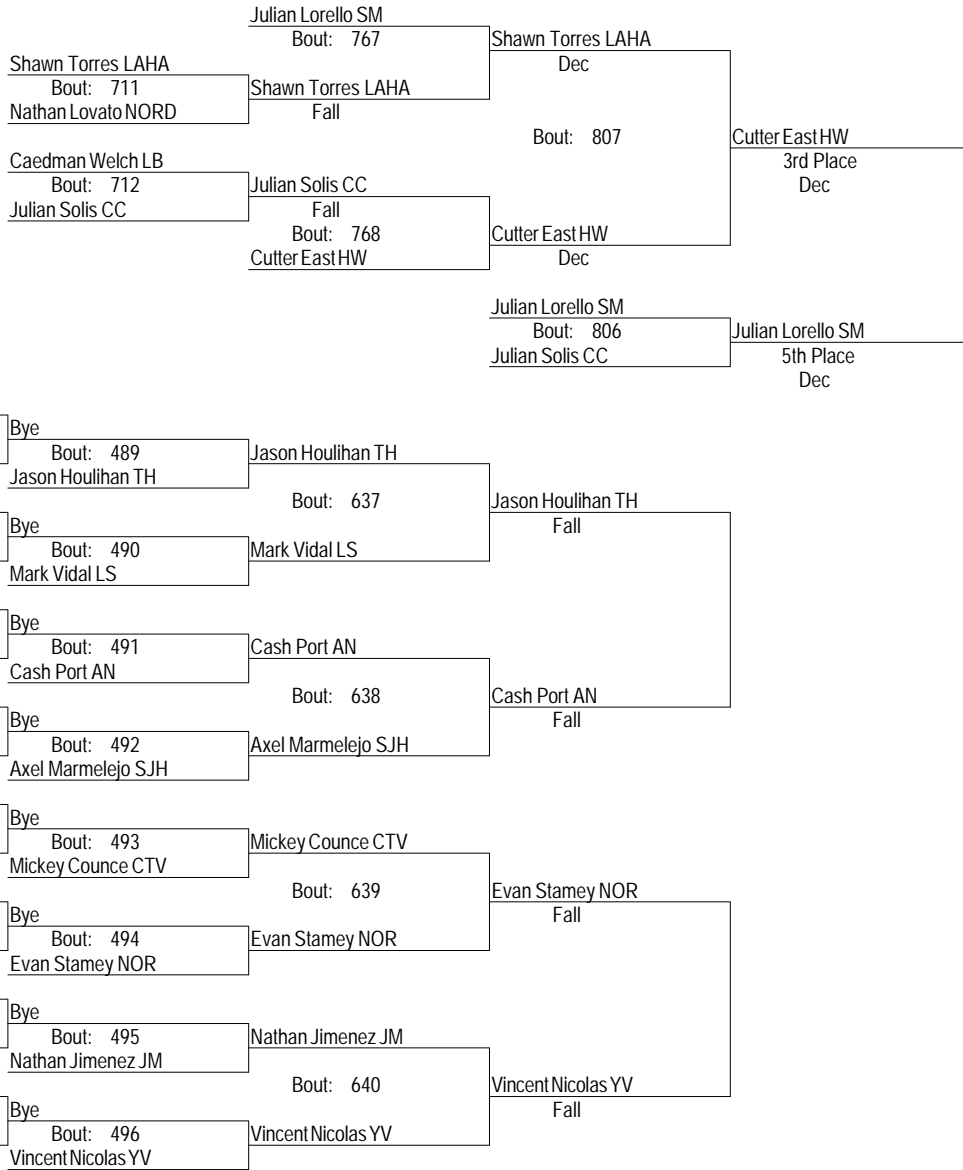 Julian Lorello SM
Bout: 767
Shawn Torres LAHA
Dec
Shawn Torres LAHA
Bout: 711
Shawn Torres LAHA
Nathan Lovato NORD
Fall
Bout: 807
Cutter East HW
Caedman Welch LB
3rd Place
Bout: 712
Julian Solis CC
Dec
Julian Solis CC
Fall
Bout: 768
Cutter East HW
Cutter East HW
Dec
Julian Lorello SM
Bout: 806
Julian Lorello SM
Julian Solis CC
5th Place
Dec
Bye
Bout: 489
Jason Houlihan TH
Jason Houlihan TH
Bout: 637
Jason Houlihan TH
Bye
Fall
Bout: 490
Mark Vidal LS
Mark Vidal LS
Bye
Bout: 491
Cash Port AN
Cash Port AN
Bout: 638
Cash Port AN
Bye
Fall
Bout: 492
Axel Marmelejo SJH
Axel Marmelejo SJH
Bye
Bout: 493
Mickey Counce CTV
Mickey Counce CTV
Bout: 639
Evan Stamey NOR
Bye
Fall
Bout: 494
Evan Stamey NOR
Evan Stamey NOR
Bye
Bout: 495
Nathan Jimenez JM
Nathan Jimenez JM
Bout: 640
Vincent Nicolas YV
Bye
Fall
Bout: 496
Vincent Nicolas YV
Vincent Nicolas YV